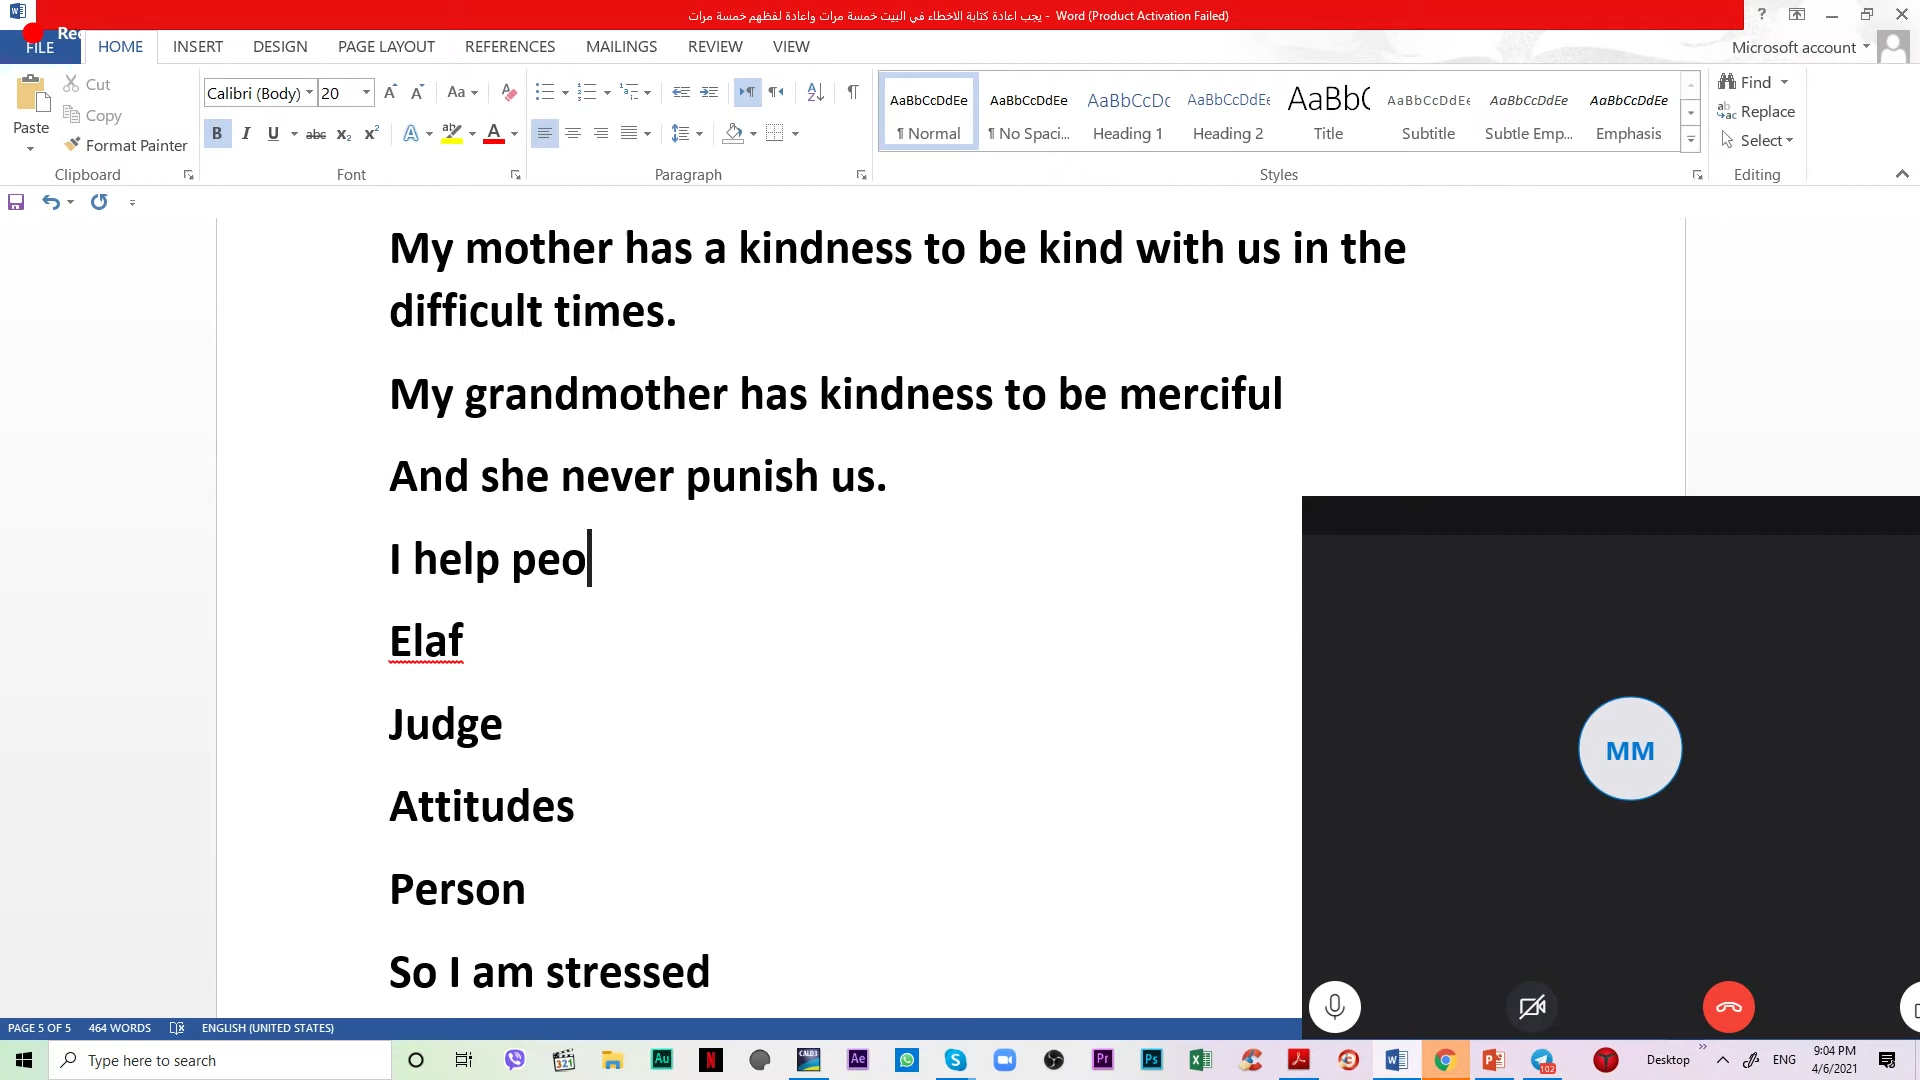 يجب اعادة كتابة الاخطاء في البيت خمسة مرات واعادة لفظهم خمسة مرات - Word (Product Activation Failed)
Rec
FILE HOME INSERT DESIGN PAGE LAYOUT REFERENCES MAILINGS REVIEW VIEW Microsoft account
Cut
Copy
Format Painter
Paste
Calibri (Body) 20
Clipboard Font Paragraph Styles Editing
AaBbCcDdEe AaBbCcDdEe AaBbCcDc AaBbCcDdEe AaBb( AaBbCcDdEe AaBbCcDdEe AaBbCcDdEe
¶ Normal ¶ No Spaci... Heading 1 Heading 2 Title Subtitle Subtle Emp... Emphasis
Find
Replace
Select
My mother has a kindness to be kind with us in the
difficult times.
My grandmother has kindness to be merciful
And she never punish us.
I help peo
Elaf
Judge
Attitudes
Person
So I am stressed
MM
PAGE 5 OF 5 464 WORDS ENGLISH (UNITED STATES)
Type here to search
Desktop
ENG
9:04 PM
4/6/2021